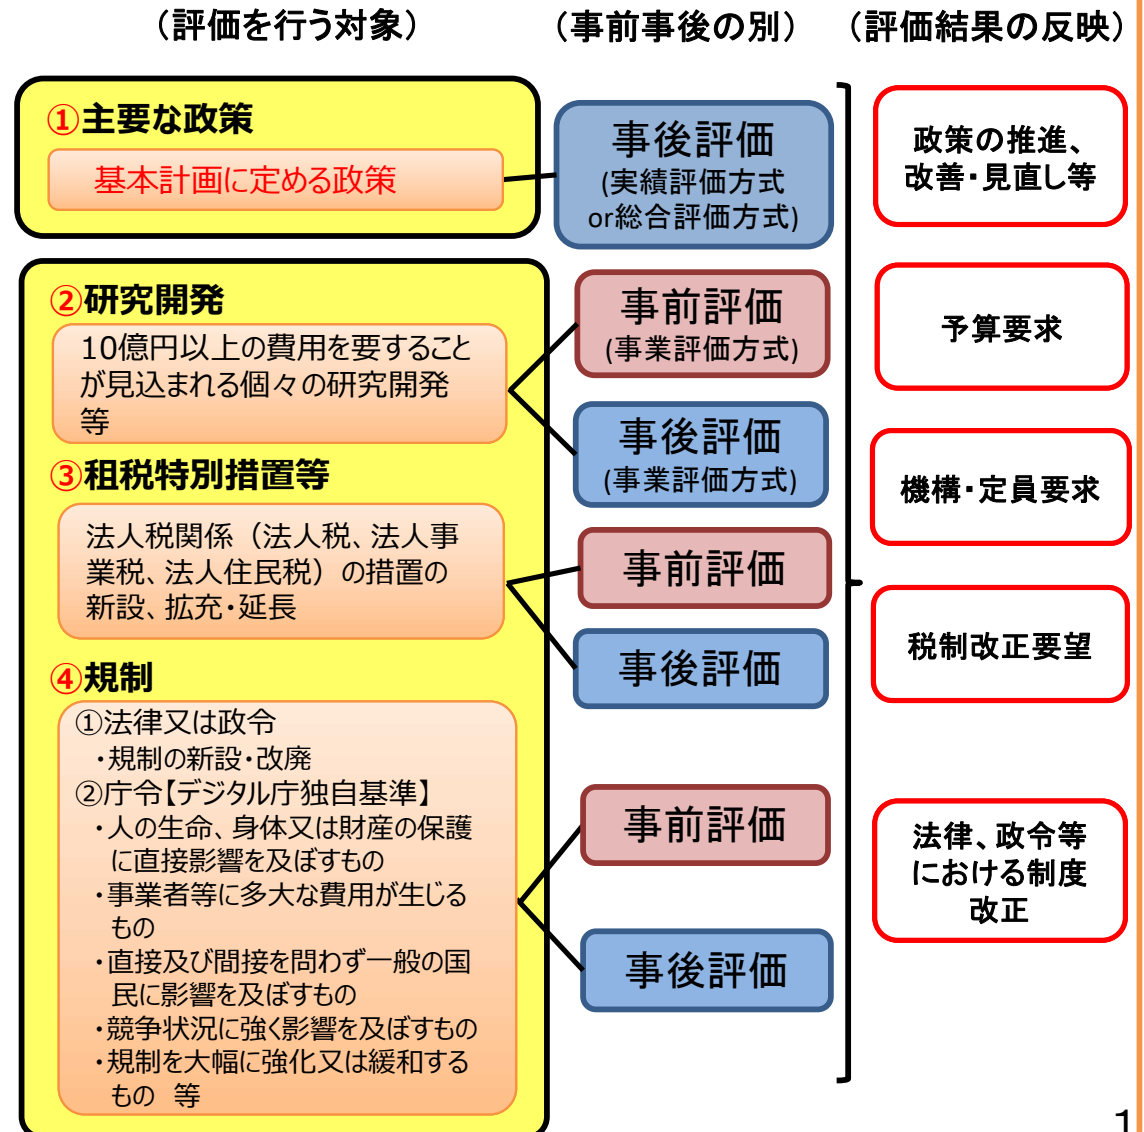 （評価を行う対象）
（事前事後の別）
（評価結果の反映）
①主要な政策
基本計画に定める政策
事後評価
(実績評価方式
or総合評価方式)
②研究開発
10億円以上の費用を要すること
が見込まれる個々の研究開発
等
事前評価
(事業評価方式)
事後評価
(事業評価方式)
③租税特別措置等
法人税関係（法人税、法人事
業税、法人住民税）の措置の
新設、拡充・延長
事前評価
事後評価
④規制
①法律又は政令
・規制の新設・改廃
②庁令【デジタル庁独自基準】
・人の生命、身体又は財産の保護
に直接影響を及ぼすもの
・事業者等に多大な費用が生じる
もの
・直接及び間接を問わず一般の国
民に影響を及ぼすもの
・競争状況に強く影響を及ぼすもの
・規制を大幅に強化又は緩和する
もの 等
事前評価
事後評価
政策の推進、
改善・見直し等
予算要求
機構・定員要求
税制改正要望
法律、政令等
における制度
改正
1